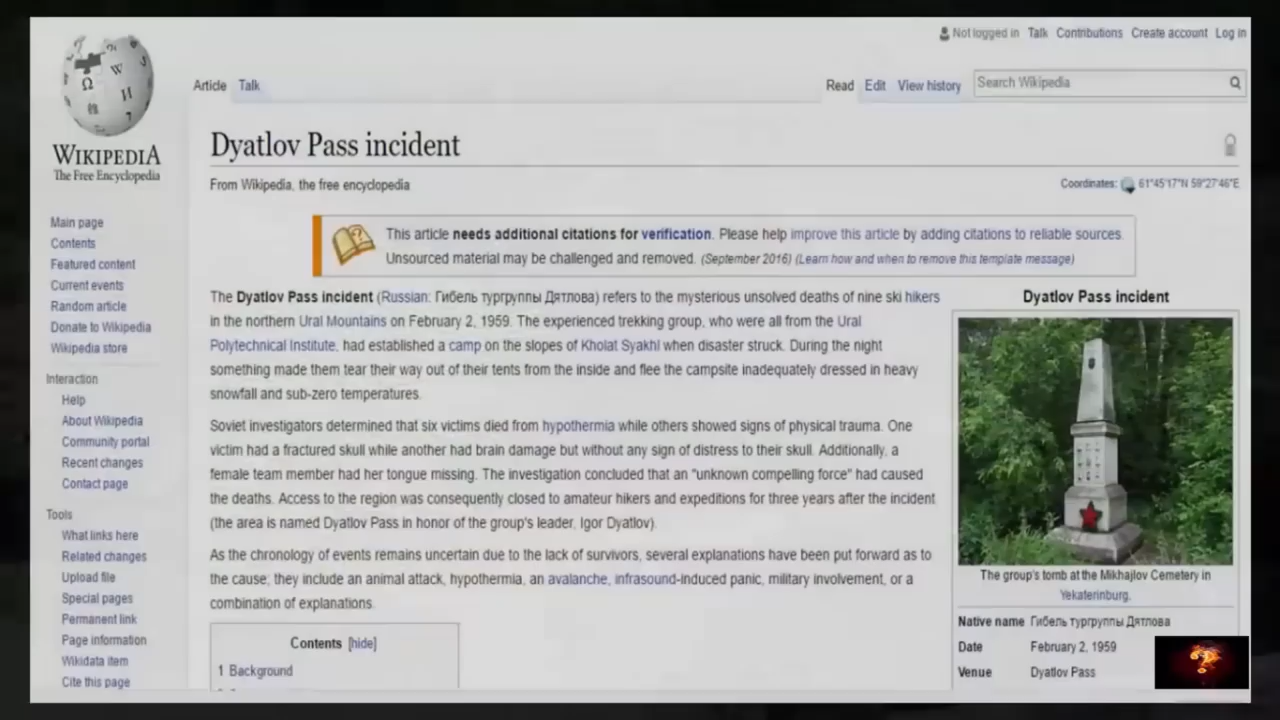 Not logged in Talk Contributions Create account Log in
Article Talk
Read Edit View history Search Wikipedia
WIKIPEDIA
The Free Encyclopedia
Dyatlov Pass incident
From Wikipedia, the free encyclopedia
Coordinates: 61°45'17"N 59°27'46"E
Main page
Contents
Featured content
Current events
Random article
Donate to Wikipedia
Wikipedia store
Interaction
Help
About Wikipedia
Community portal
Recent changes
Contact page
Tools
What links here
Related changes
Upload file
Special pages
Permanent link
Page information
Wikidata item
Cite this page
This article needs additional citations for verification. Please help improve this article by adding citations to reliable sources.
Unsourced material may be challenged and removed. (September 2016) (Learn how and when to remove this template message)
The Dyatlov Pass incident (Russian: Гибель тургруппы Дятлова) refers to the mysterious unsolved deaths of nine ski hikers
in the northern Ural Mountains on February 2, 1959. The experienced trekking group, who were all from the Ural
Polytechnical Institute, had established a camp on the slopes of Kholat Syakhl when disaster struck. During the night
something made them tear their way out of their tents from the inside and flee the campsite inadequately dressed in heavy
snowfall and sub-zero temperatures.
Soviet investigators determined that six victims died from hypothermia while others showed signs of physical trauma. One
victim had a fractured skull while another had brain damage but without any sign of distress to their skull. Additionally, a
female team member had her tongue missing. The investigation concluded that an "unknown compelling force" had caused
the deaths. Access to the region was consequently closed to amateur hikers and expeditions for three years after the incident
(the area is named Dyatlov Pass in honor of the group's leader, Igor Dyatlov).
As the chronology of events remains uncertain due to the lack of survivors, several explanations have been put forward as to
the cause; they include an animal attack, hypothermia, an avalanche, infrasound-induced panic, military involvement, or a
combination of explanations.
Contents [hide]
1 Background
Dyatlov Pass incident
The group's tomb at the Mikhajlov Cemetery in
Yekaterinburg.
Native name Гибель тургруппы Дятлова
Date February 2, 1959
Venue Dyatlov Pass